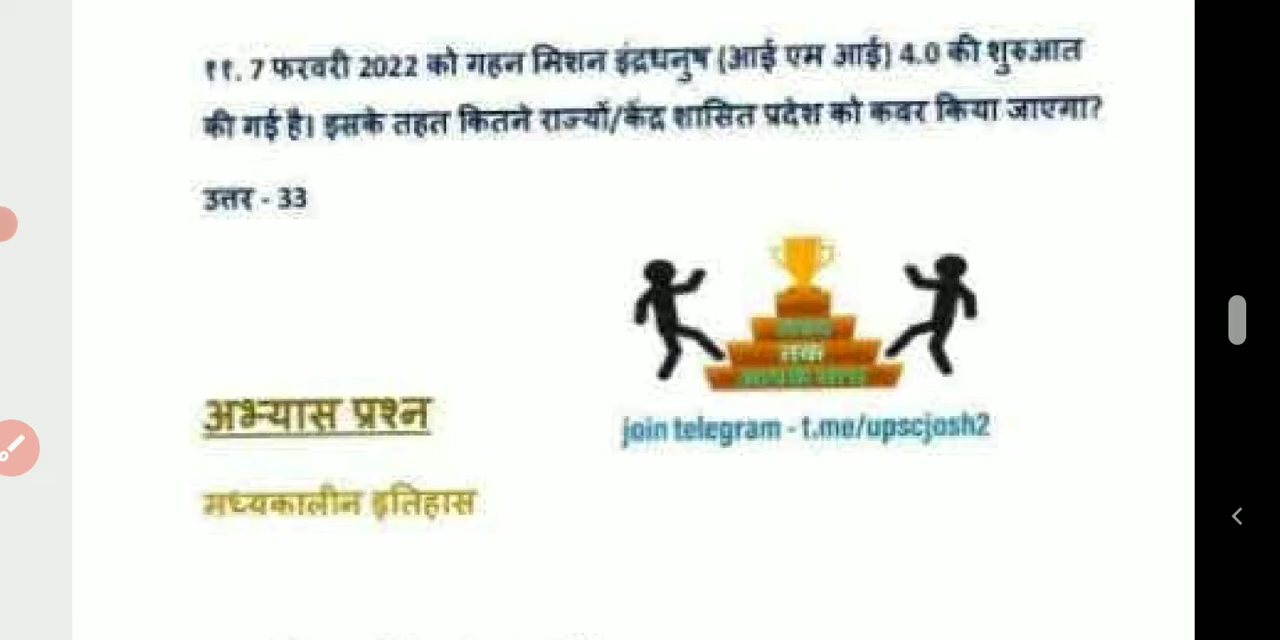 ११. 7 फरवरी 2022 को गहन मिशन इंद्रधनुष (आई एम आई) 4.0 की शुरुआत
की गई है। इसके तहत कितने राज्यों/केंद्र शासित प्रदेश को कवर किया जाएगा?
उत्तर - 33
तक
join telegram - t.me/upscjosh2
अभ्यास प्रश्न
मध्यकालीन इतिहास